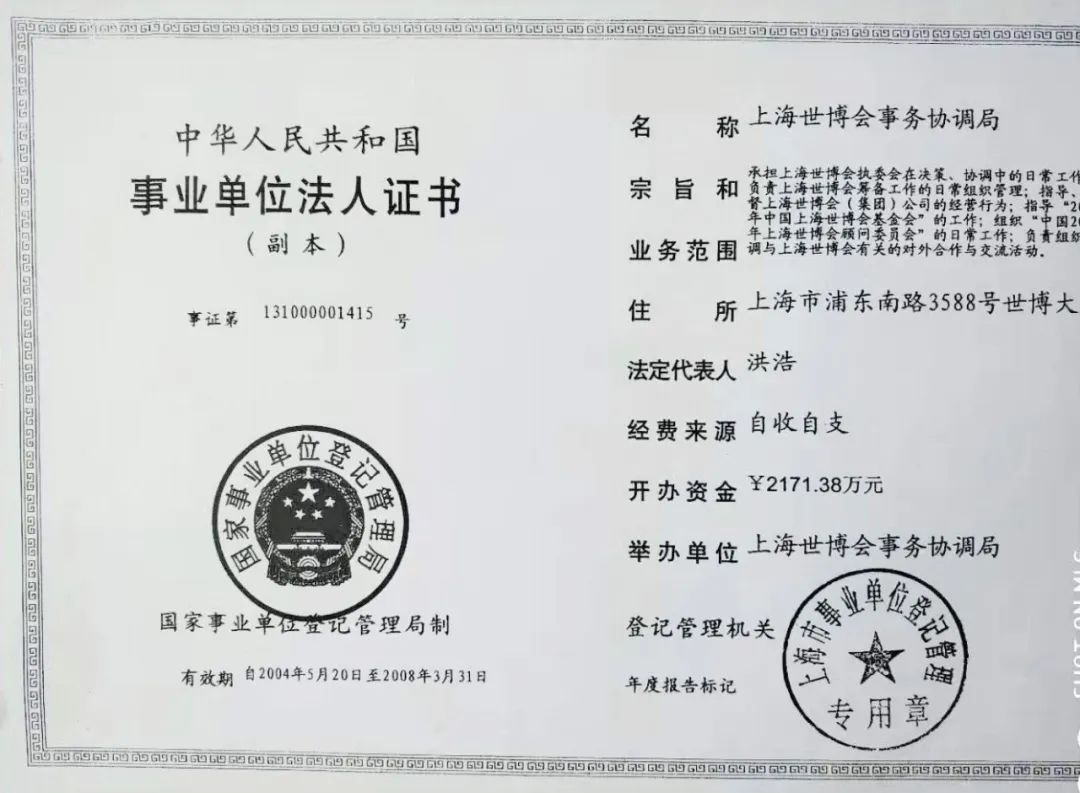 中华人民共和国
事业单位法人证书
（副本）
事证第 131000001415 号
国家事业单位登记管理局
国家事业单位登记管理局制
有效期 自2004年5月20日至2008年3月31日
名称 上海世博会事务协调局
宗旨和
业务范围
承担上海世博会执委会在决策、协调中的日常工作
负责上海世博会筹备工作的日常组织管理；指导、
督上海世博会（集团）公司的经营行为；指导“20
年中国上海世博会基金会”的工作；组织“中国20
年上海世博会顾问委员会”的日常工作；负责组织
调与上海世博会有关的对外合作与交流活动.
住所 上海市浦东南路3588号世博大
法定代表人 洪浩
经费来源 自收自支
开办资金 ￥2171.38万元
举办单位 上海世博会事务协调局
登记管理机关
年度报告标记
上海市事业单位登记管理
专用章
SHOT ON MI 6